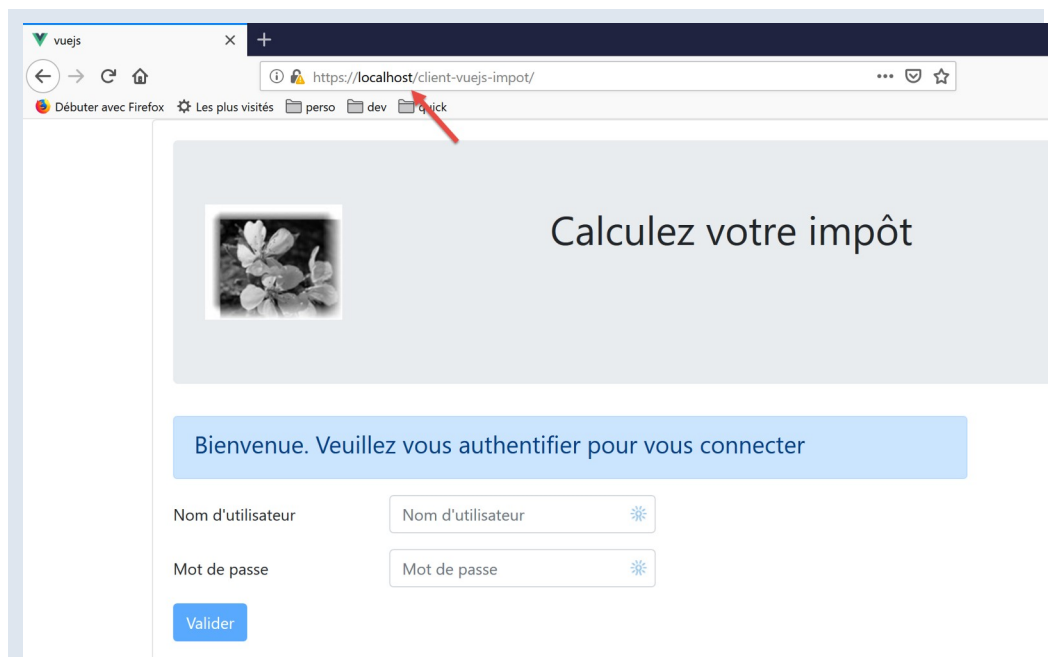 vuejs
https://localhost/client-vuejs-impot/
Débuter avec Firefox Les plus visités perso dev quick
Calculez votre impôt
Bienvenue. Veuillez vous authentifier pour vous connecter
Nom d'utilisateur Nom d'utilisateur
Mot de passe Mot de passe
Valider